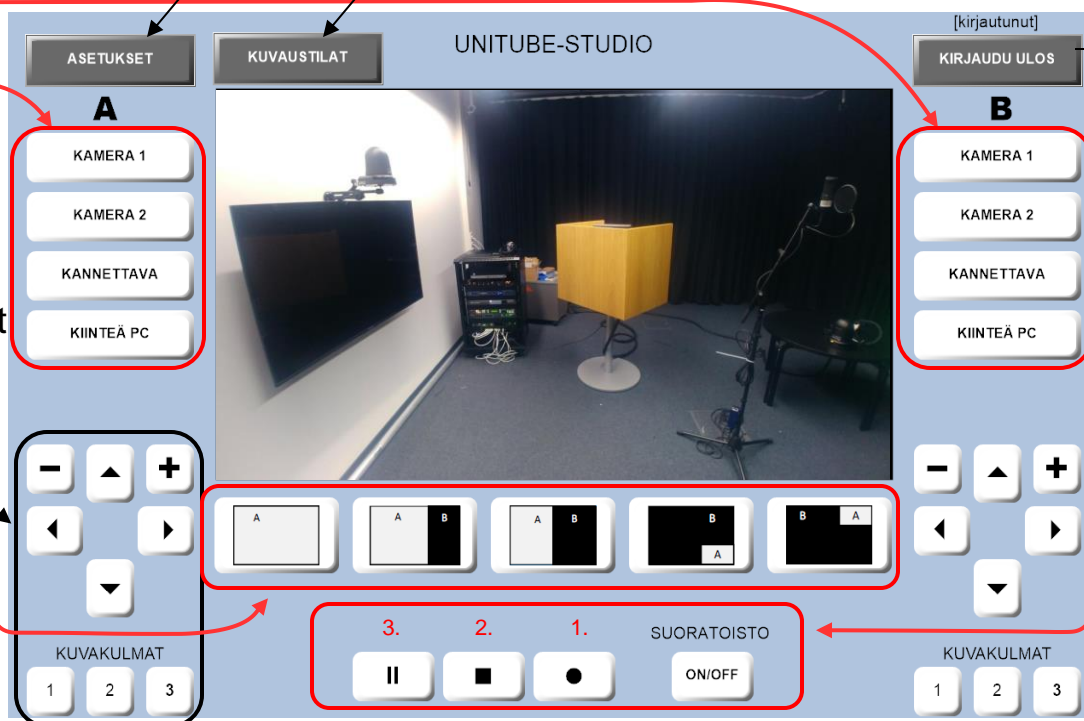 [kirjautunut]
ASETUKSET
KUVAUSTILAT
UNITUBE-STUDIO
KIRJAUDU ULOS
A
B
KAMERA 1
KAMERA 1
KAMERA 2
KAMERA 2
KANNETTAVA
KANNETTAVA
t
KIINTEÄ PC
KIINTEÄ PC
A
A B
A B
B
A
B A
3. 2. 1.
SUORATOISTO
ON/OFF
KUVAKULMAT
KUVAKULMAT
1 2 3
1 2 3